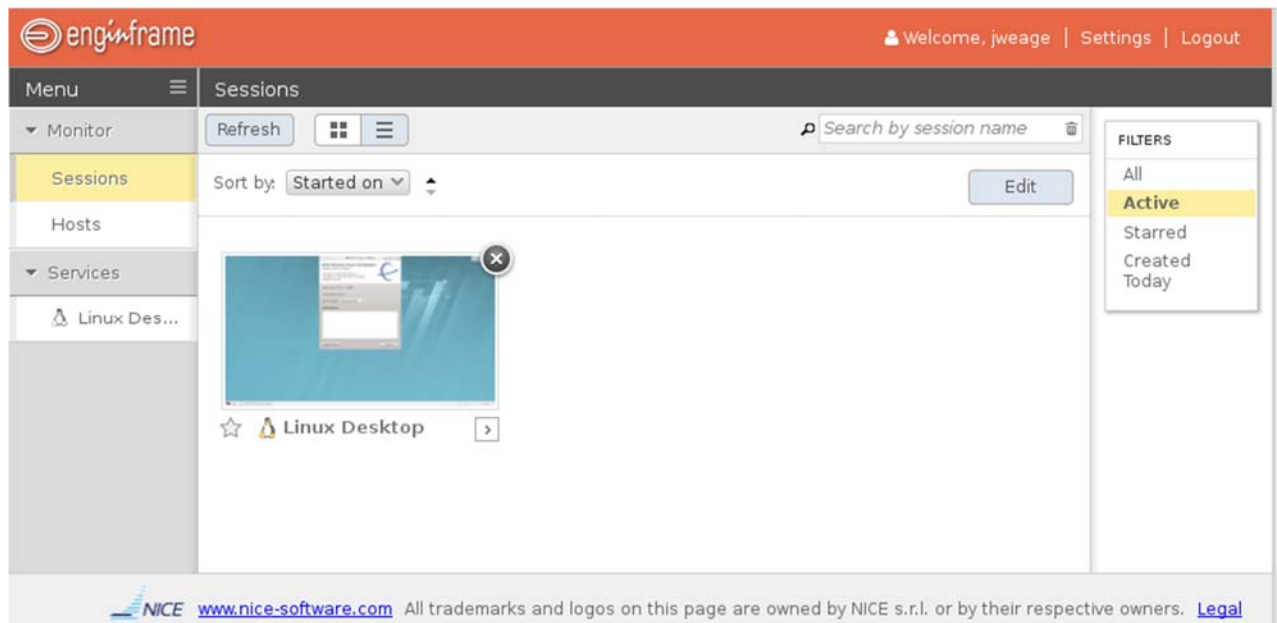 enginframe
Welcome, jweage | Settings | Logout
Menu
Sessions
Monitor
Sessions
Hosts
Services
Linux Des...
Refresh
Search by session name
Sort by: Started on
Edit
Linux Desktop
FILTERS
All
Active
Starred
Created
Today
NICE www.nice-software.com All trademarks and logos on this page are owned by NICE s.r.l. or by their respective owners. Legal